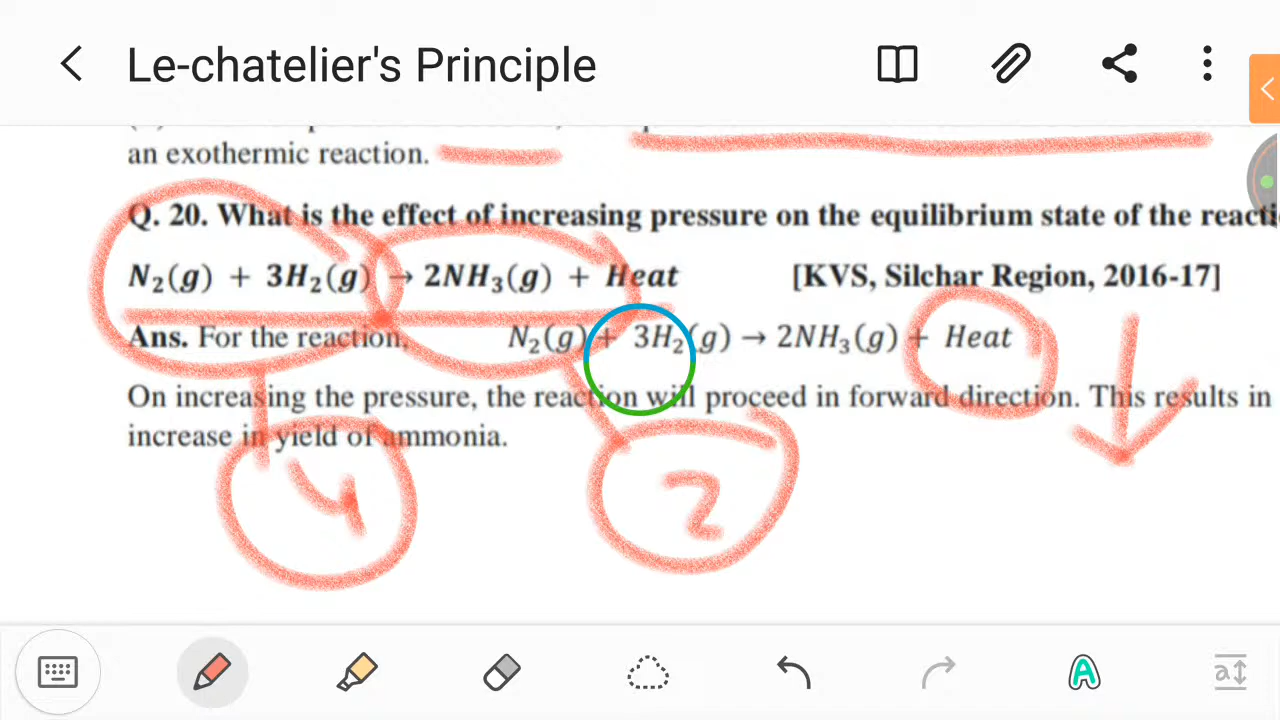 Le-chatelier's Principle
an exothermic reaction.
Q. 20. What is the effect of increasing pressure on the equilibrium state of the reacti
N₂(g) + 3H₂(g) → 2NH₃(g) + Heat [KVS, Silchar Region, 2016-17]
Ans. For the reaction, N₂(g) + 3H₂(g) → 2NH₃(g) + Heat
On increasing the pressure, the reaction will proceed in forward direction. This results in
increase in yield of ammonia.
4 2
A a